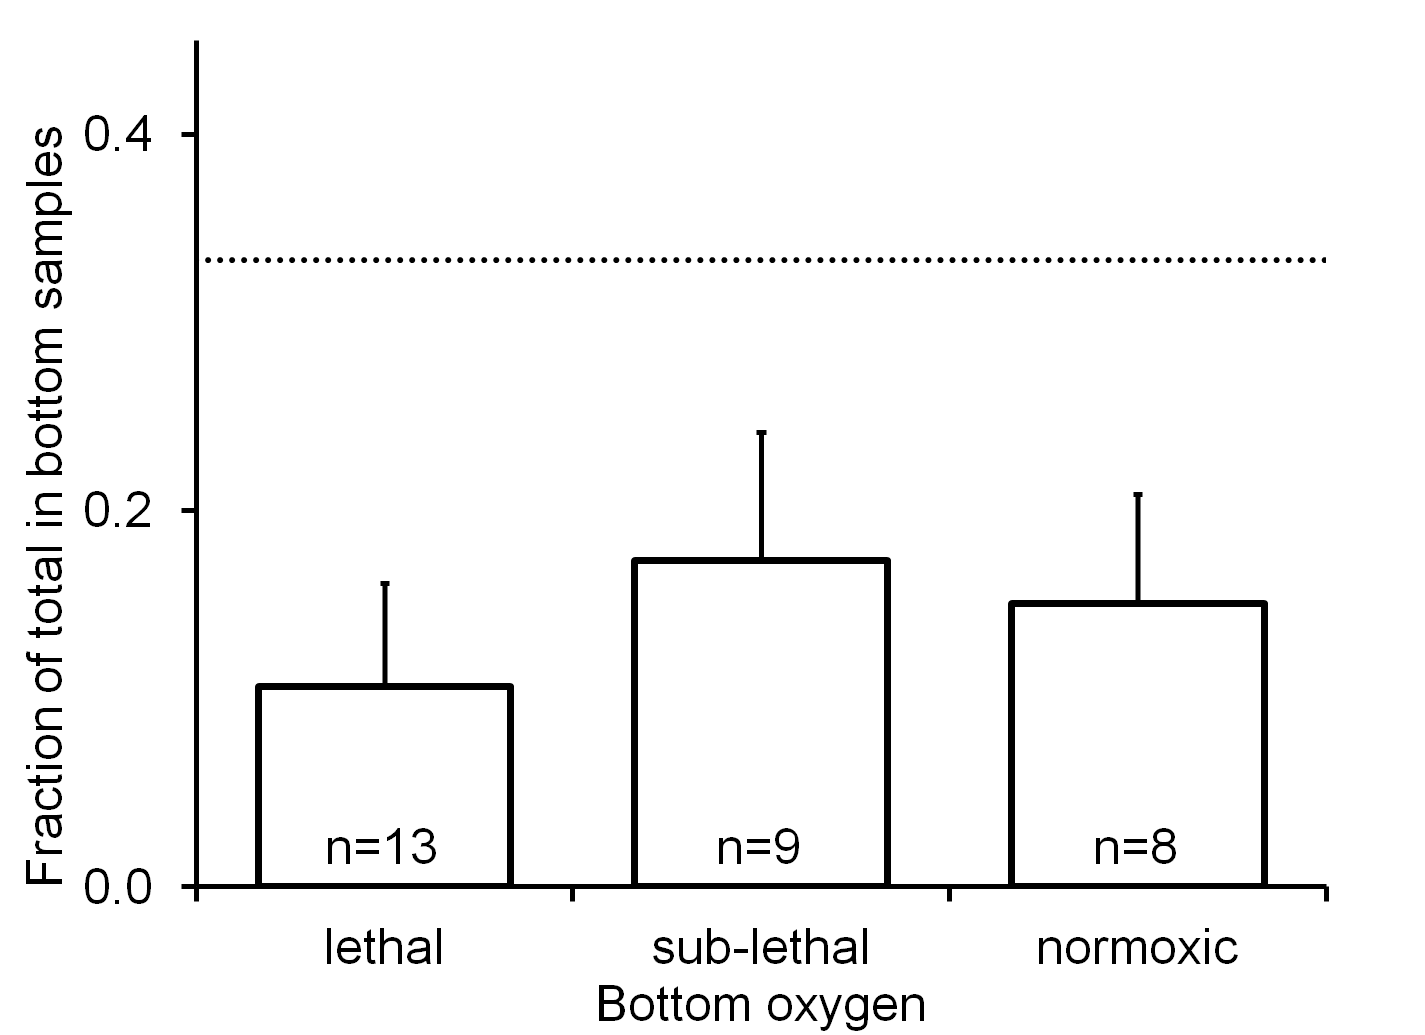 Fraction of total in bottom samples
0.4
0.2
0.0
n=13
n=9
n=8
lethal
sub-lethal
normoxic
Bottom oxygen